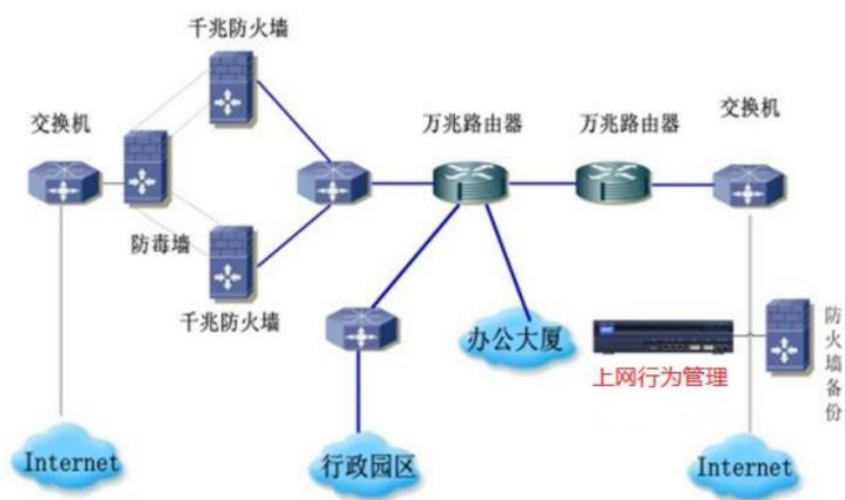 千兆防火墙
交换机
万兆路由器
万兆路由器
交换机
防毒墙
千兆防火墙
办公大厦
上网行为管理
防火墙备份
Internet
行政园区
Internet